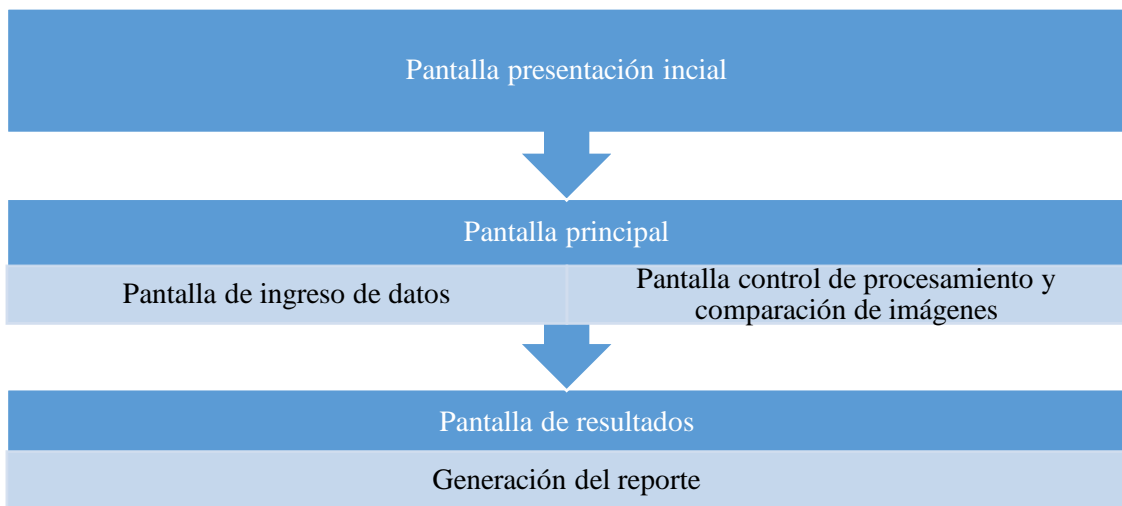 Pantalla presentación incial
Pantalla principal
Pantalla de ingreso de datos
Pantalla control de procesamiento y
comparación de imágenes
Pantalla de resultados
Generación del reporte